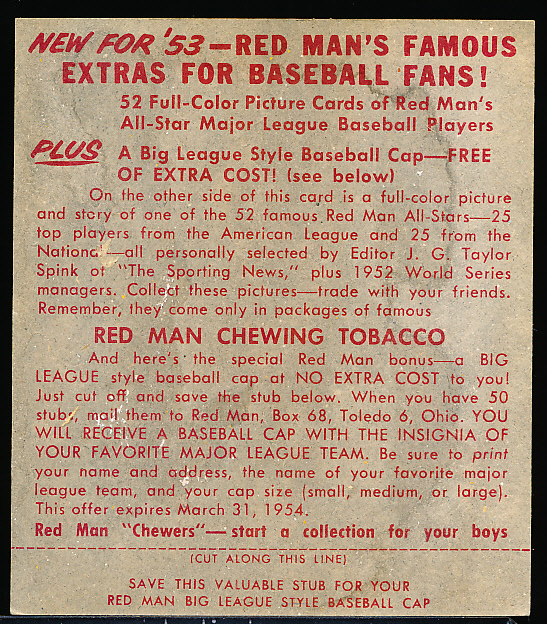 NEW FOR '53 — RED MAN'S FAMOUS
EXTRAS FOR BASEBALL FANS!
52 Full-Color Picture Cards of Red Man's
All-Star Major League Baseball Players
PLUS A Big League Style Baseball Cap—FREE
OF EXTRA COST! (see below)
On the other side of this card is a full-color picture
and story of one of the 52 famous Red Man All-Stars—25
top players from the American League and 25 from the
National—all personally selected by Editor J. G. Taylor
Spink of "The Sporting News," plus 1952 World Series
managers. Collect these pictures—trade with your friends.
Remember, they come only in packages of famous
RED MAN CHEWING TOBACCO
And here's the special Red Man bonus—a BIG
LEAGUE style baseball cap at NO EXTRA COST to you!
Just cut off and save the stub below. When you have 50
stubs, mail them to Red Man, Box 68, Toledo 6, Ohio. YOU
WILL RECEIVE A BASEBALL CAP WITH THE INSIGNIA OF
YOUR FAVORITE MAJOR LEAGUE TEAM. Be sure to print
your name and address, the name of your favorite major
league team, and your cap size (small, medium, or large).
This offer expires March 31, 1954.
Red Man "Chewers"— start a collection for your boys
(CUT ALONG THIS LINE)
SAVE THIS VALUABLE STUB FOR YOUR
RED MAN BIG LEAGUE STYLE BASEBALL CAP